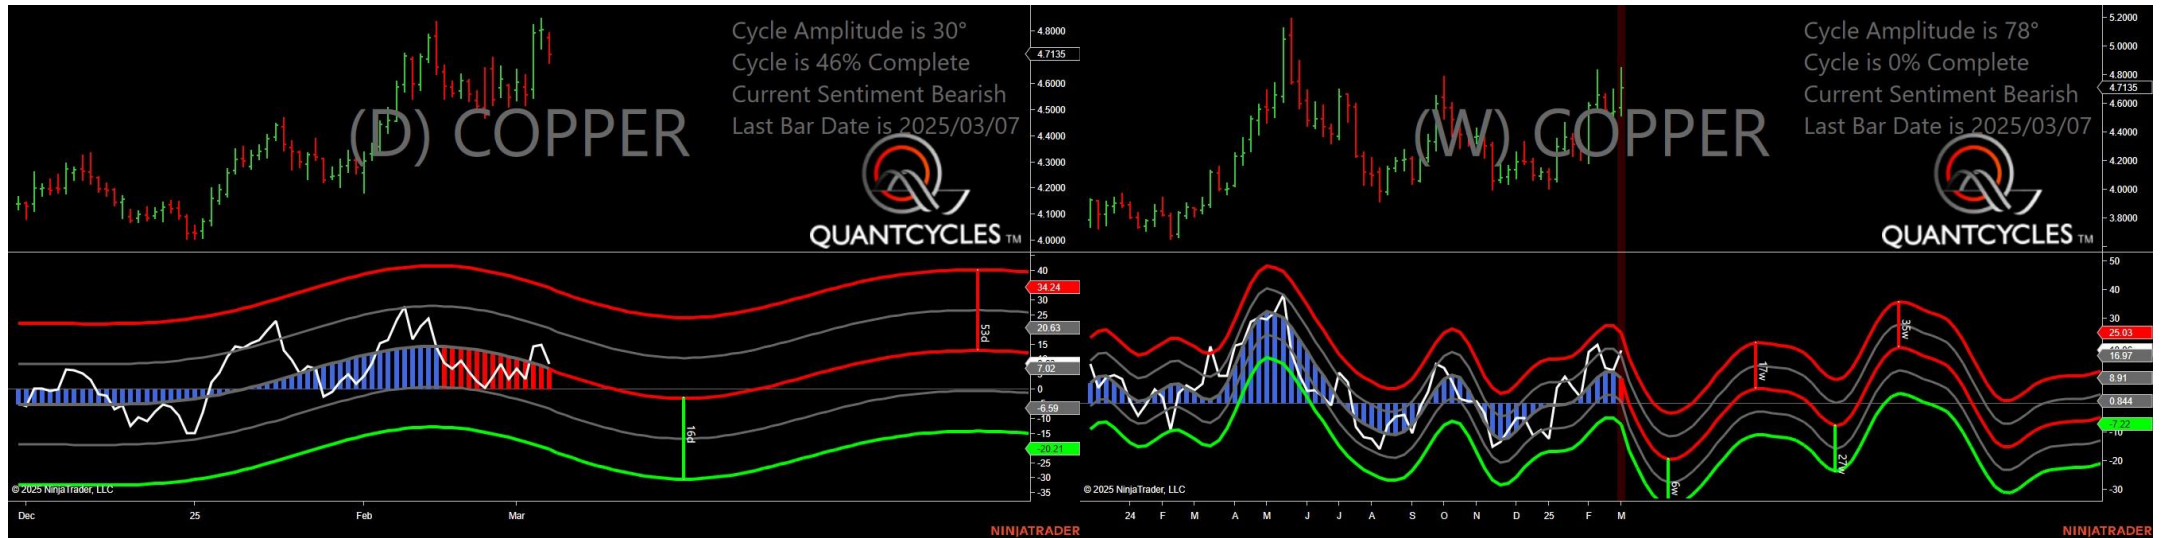 Cycle Amplitude is 30°
Cycle is 46% Complete
Current Sentiment Bearish
Last Bar Date is 2025/03/07
(D) COPPER
QUANTCYCLES TM
4.8000
4.7135
4.6000
4.5000
4.4000
4.3000
4.2000
4.1000
4.0000
40
34.24
30
25
20.63
15
7.02
0
-6.59
-10
-15
-20.21
-25
-30
-35
53d
16d
© 2025 NinjaTrader, LLC
Dec
25
Feb
Mar
NINJATRADER
Cycle Amplitude is 78°
Cycle is 0% Complete
Current Sentiment Bearish
Last Bar Date is 2025/03/07
(W) COPPER
QUANTCYCLES TM
5.2000
5.0000
4.8000
4.7135
4.6000
4.4000
4.2000
4.0000
3.8000
50
40
30
25.03
16.97
8.91
0.844
-7.22
-10
-20
-30
6w
17w
27w
35w
© 2025 NinjaTrader, LLC
24 F M A M J J A S O N D 25 F M
NINJATRADER